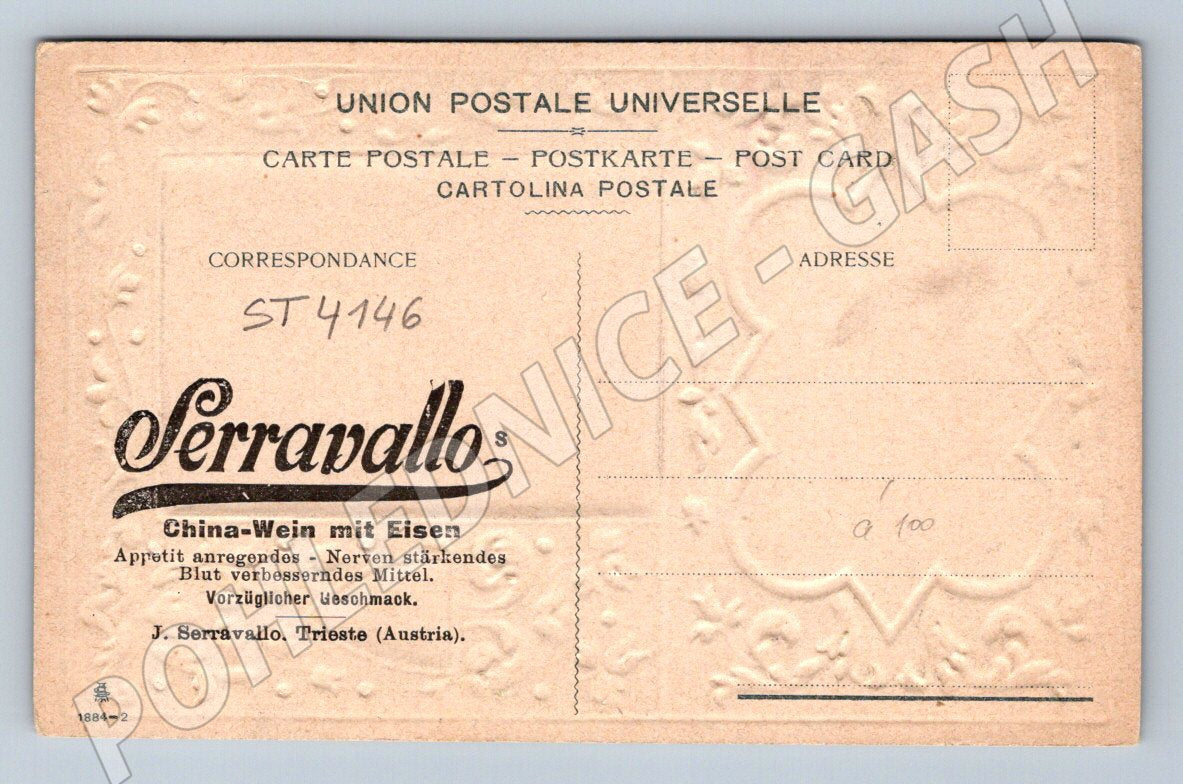 UNION POSTALE UNIVERSELLE
CARTE POSTALE – POSTKARTE – POST CARD
CARTOLINA POSTALE
CORRESPONDANCE
ADRESSE
ST 4146
Serravallo s
China-Wein mit Eisen
Appetit anregendes - Nerven stärkendes
Blut verbesserndes Mittel.
Vorzüglicher Geschmack.
J. Serravallo. Trieste (Austria).
a 100
1884-2
POHLEDNICE - GASH